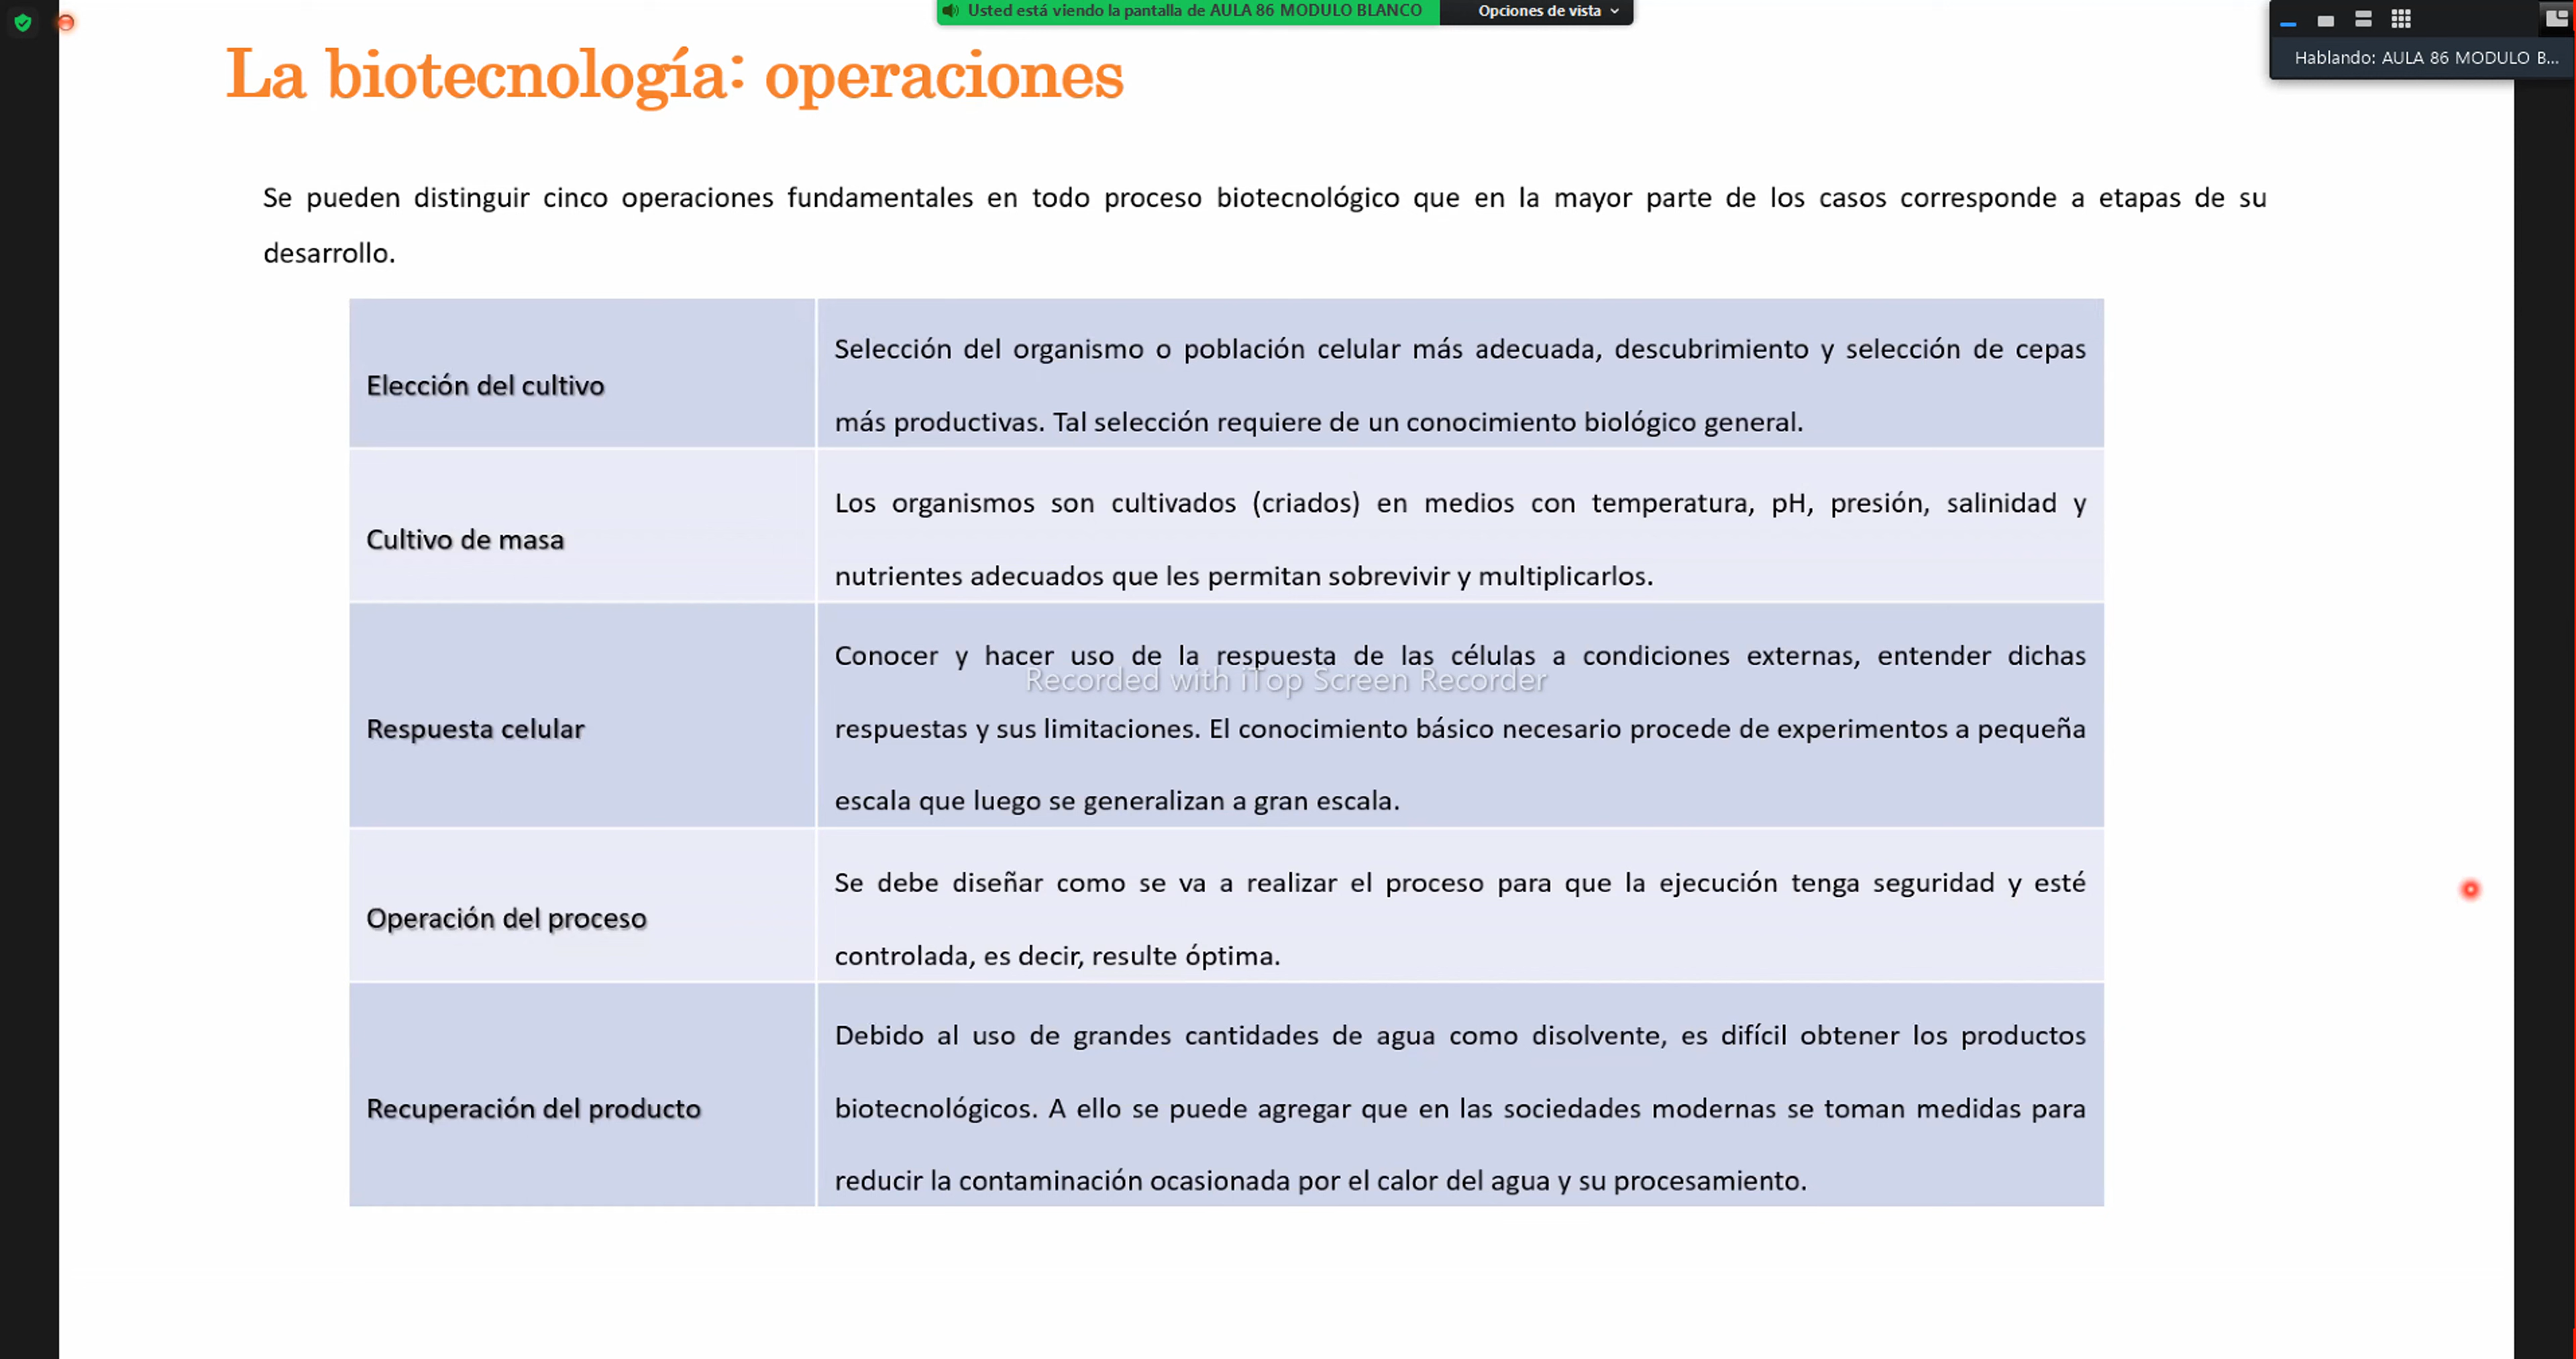 Usted está viendo la pantalla de AULA 86 MODULO BLANCO
Opciones de vista
Hablando: AULA 86 MODULO B...
La biotecnología: operaciones
Se pueden distinguir cinco operaciones fundamentales en todo proceso biotecnológico que en la mayor parte de los casos corresponde a etapas de su
desarrollo.
Elección del cultivo
Selección del organismo o población celular más adecuada, descubrimiento y selección de cepas
más productivas. Tal selección requiere de un conocimiento biológico general.
Cultivo de masa
Los organismos son cultivados (criados) en medios con temperatura, pH, presión, salinidad y
nutrientes adecuados que les permitan sobrevivir y multiplicarlos.
Respuesta celular
Conocer y hacer uso de la respuesta de las células a condiciones externas, entender dichas
Recorded with iTop Screen Recorder
respuestas y sus limitaciones. El conocimiento básico necesario procede de experimentos a pequeña
escala que luego se generalizan a gran escala.
Operación del proceso
Se debe diseñar como se va a realizar el proceso para que la ejecución tenga seguridad y esté
controlada, es decir, resulte óptima.
Recuperación del producto
Debido al uso de grandes cantidades de agua como disolvente, es difícil obtener los productos
biotecnológicos. A ello se puede agregar que en las sociedades modernas se toman medidas para
reducir la contaminación ocasionada por el calor del agua y su procesamiento.